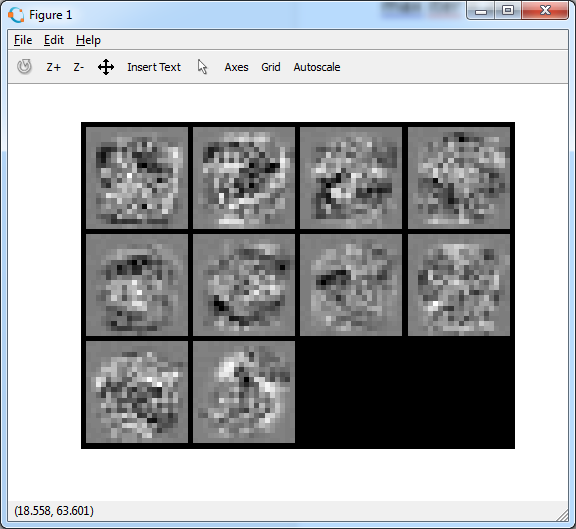 Figure 1
File Edit Help
Z+ Z- Insert Text Axes Grid Autoscale
(18.558, 63.601)